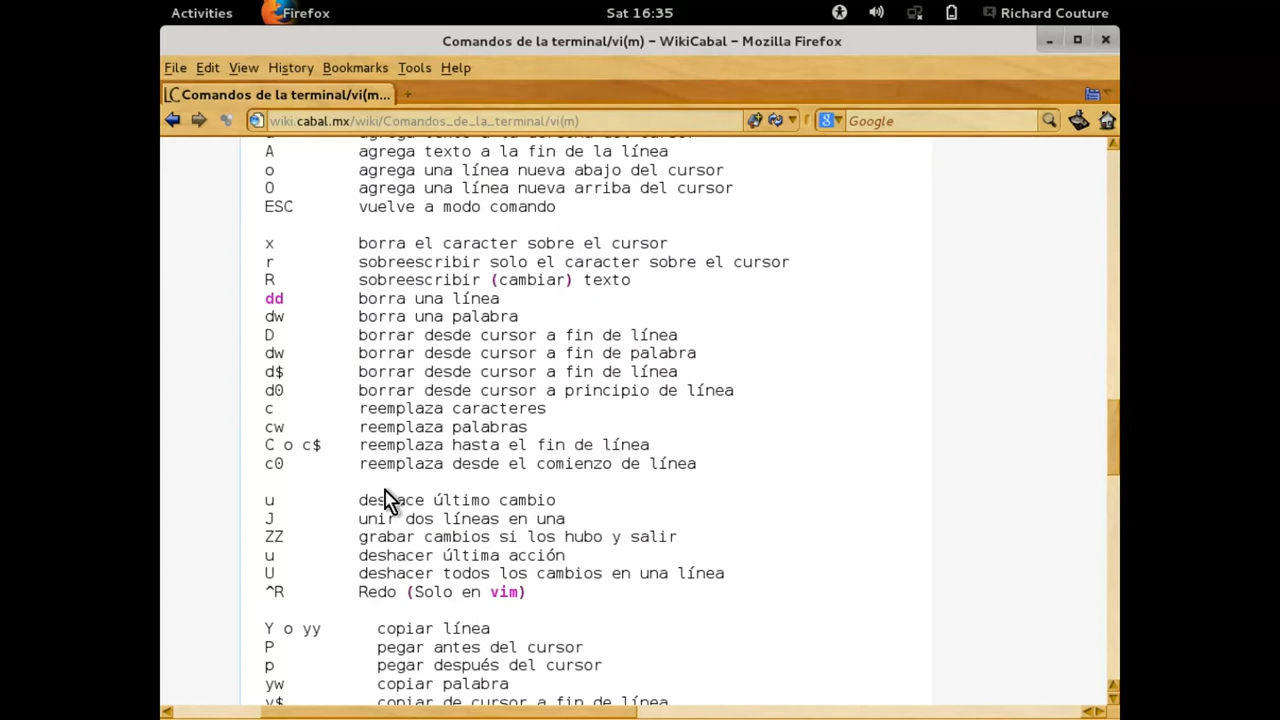 Activities Firefox Sat 16:35 Richard Couture
Comandos de la terminal/vi(m) – WikiCabal – Mozilla Firefox
File Edit View History Bookmarks Tools Help
Comandos de la terminal/vi(m...
wiki.cabal.mx/wiki/Comandos_de_la_terminal/vi(m) Google
A agrega texto a la fin de la línea
o agrega una línea nueva abajo del cursor
O agrega una línea nueva arriba del cursor
ESC vuelve a modo comando
x borra el caracter sobre el cursor
r sobreescribir solo el caracter sobre el cursor
R sobreescribir (cambiar) texto
dd borra una línea
dw borra una palabra
D borrar desde cursor a fin de línea
dw borrar desde cursor a fin de palabra
d$ borrar desde cursor a fin de línea
d0 borrar desde cursor a principio de línea
c reemplaza caracteres
cw reemplaza palabras
C o c$ reemplaza hasta el fin de línea
c0 reemplaza desde el comienzo de línea
u deshace último cambio
J unir dos líneas en una
ZZ grabar cambios si los hubo y salir
u deshacer última acción
U deshacer todos los cambios en una línea
^R Redo (Solo en vim)
Y o yy copiar línea
P pegar antes del cursor
p pegar después del cursor
yw copiar palabra
y$ copiar de cursor a fin de línea